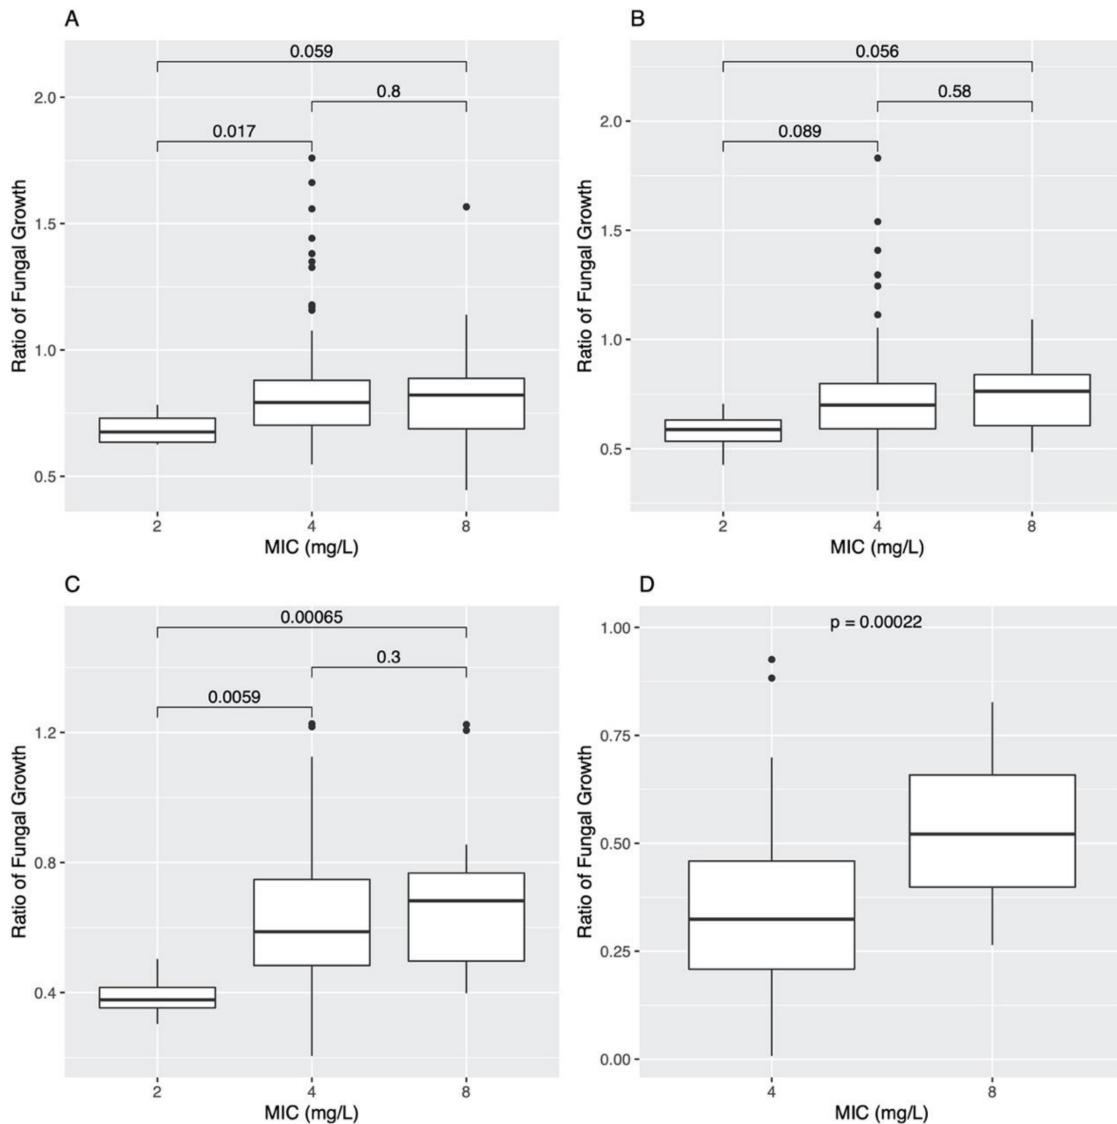 A
0.059
0.8
0.017
2.0
1.5
1.0
0.5
Ratio of Fungal Growth
2 4 8
MIC (mg/L)
B
0.056
0.58
0.089
2.0
1.5
1.0
0.5
Ratio of Fungal Growth
2 4 8
MIC (mg/L)
C
0.00065
0.3
0.0059
1.2
0.8
0.4
Ratio of Fungal Growth
2 4 8
MIC (mg/L)
D
p = 0.00022
1.00
0.75
0.50
0.25
0.00
Ratio of Fungal Growth
4 8
MIC (mg/L)